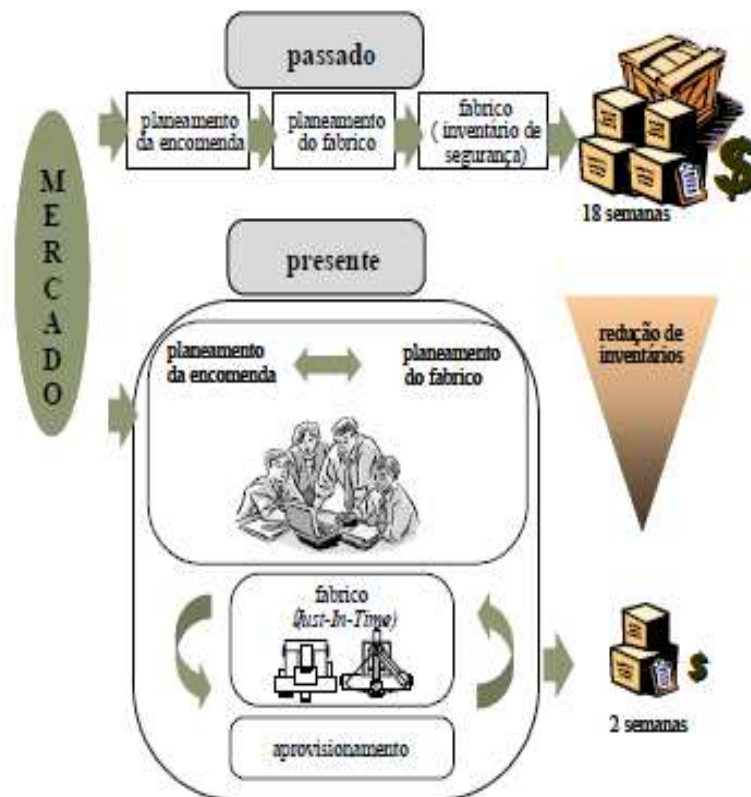 passado
planeamento
da encomenda
planeamento
do fabrico
fabrico
( inventário de
segurança)
$
18 semanas
MERCADO
presente
planeamento
da encomenda
planeamento
do fabrico
redução de
inventários
fabrico
(Just-In-Time)
$
2 semanas
aprovisionamento